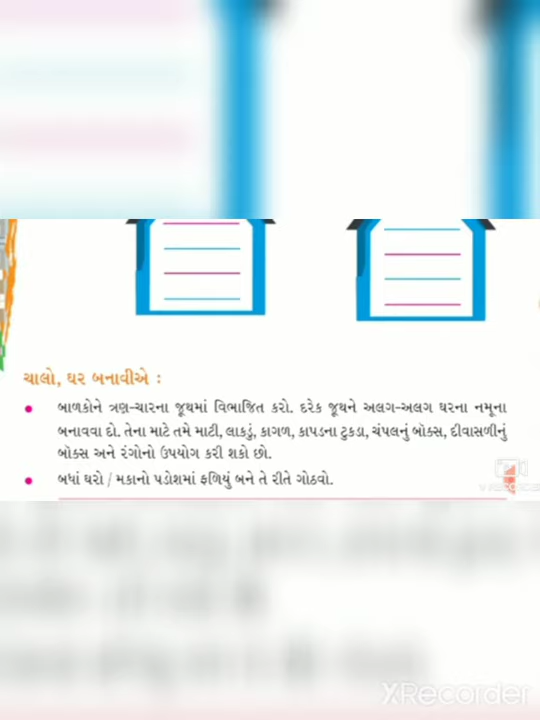 ચાલો, ઘર બનાવીએ :
બાળકોને ત્રણ-ચારના જૂથમાં વિભાજિત કરો. દરેક જૂથને અલગ-અલગ ઘરના નમૂના
બનાવવા દો. તેના માટે તમે માટી, લાકડું, કાગળ, કાપડના ટુકડા, ચંપલનું બૉક્સ, દીવાસળીનું
બૉક્સ અને રંગોનો ઉપયોગ કરી શકો છો.
બધાં ઘરો / મકાનો પડોશમાં ફળિયું બને તે રીતે ગોઠવો.
XRecorder